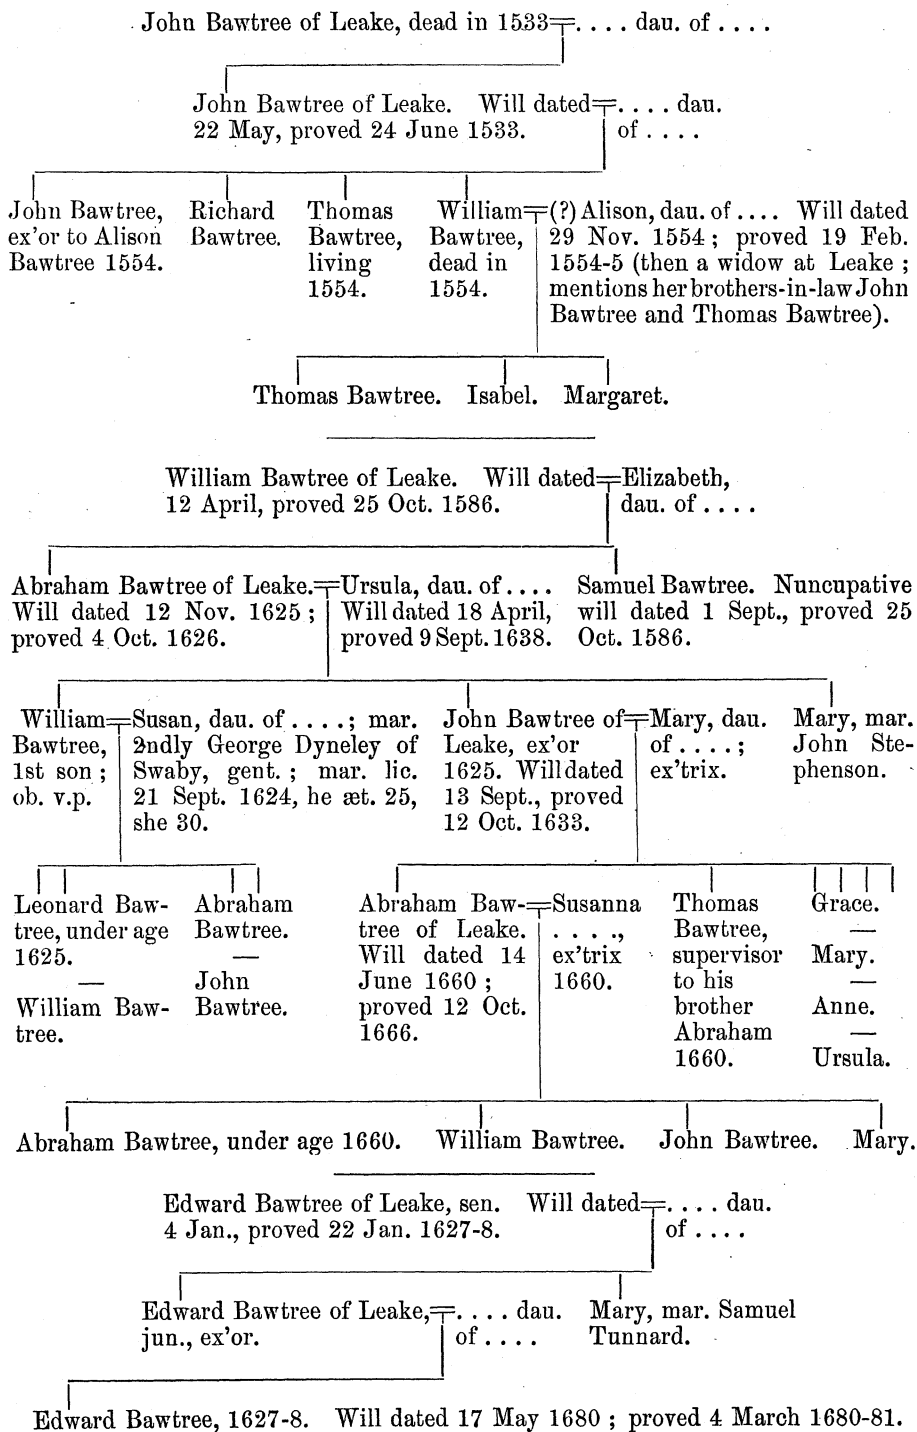 John Bawtree of Leake, dead in 1533=. . . . dau. of . . . .
John Bawtree of Leake. Will dated=. . . . dau.
22 May, proved 24 June 1533. of . . . .
John Bawtree,
ex'or to Alison
Bawtree 1554.
Richard
Bawtree.
Thomas
Bawtree,
living
1554.
William=
Bawtree,
dead in
1554.
(?) Alison, dau. of . . . . Will dated
29 Nov. 1554 ; proved 19 Feb.
1554-5 (then a widow at Leake ;
mentions her brothers-in-law John
Bawtree and Thomas Bawtree).
Thomas Bawtree. Isabel. Margaret.
William Bawtree of Leake. Will dated=Elizabeth,
12 April, proved 25 Oct. 1586. dau. of . . . .
Abraham Bawtree of Leake.=
Will dated 12 Nov. 1625 ;
proved 4 Oct. 1626.
Ursula, dau. of . . . .
Will dated 18 April,
proved 9 Sept. 1638.
Samuel Bawtree. Nuncupative
will dated 1 Sept., proved 25
Oct. 1586.
William=
Bawtree,
1st son ;
ob. v.p.
Susan, dau. of . . . . ; mar.
2ndly George Dyneley of
Swaby, gent. ; mar. lic.
21 Sept. 1624, he æt. 25,
she 30.
John Bawtree of=
Leake, ex'or
1625. Will dated
13 Sept., proved
12 Oct. 1633.
Mary, dau.
of . . . . ;
ex'trix.
Mary, mar.
John Ste-
phenson.
Leonard Baw-
tree, under age
1625.
—
William Baw-
tree.
Abraham
Bawtree.
—
John
Bawtree.
Abraham Baw-=
tree of Leake.
Will dated 14
June 1660 ;
proved 12 Oct.
1666.
Susanna
. . . .,
ex'trix
1660.
Thomas
Bawtree,
supervisor
to his
brother
Abraham
1660.
Grace.
—
Mary.
—
Anne.
—
Ursula.
Abraham Bawtree, under age 1660. William Bawtree. John Bawtree. Mary.
Edward Bawtree of Leake, sen. Will dated=. . . . dau.
4 Jan., proved 22 Jan. 1627-8. of . . . .
Edward Bawtree of Leake,=. . . . dau.
jun., ex'or. of . . . .
Mary, mar. Samuel
Tunnard.
Edward Bawtree, 1627-8. Will dated 17 May 1680 ; proved 4 March 1680-81.